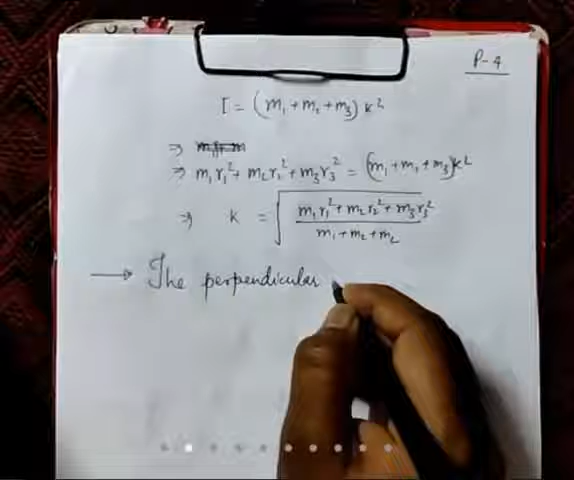 P-4
I = (m₁ + m₂ + m₃) K²
⇒
⇒ m₁r₁² + m₂r₂² + m₃r₃² = (m₁ + m₂ + m₃)K²
⇒ K = √((m₁r₁² + m₂r₂² + m₃r₃²) / (m₁ + m₂ + m₂))
→ The perpendicular